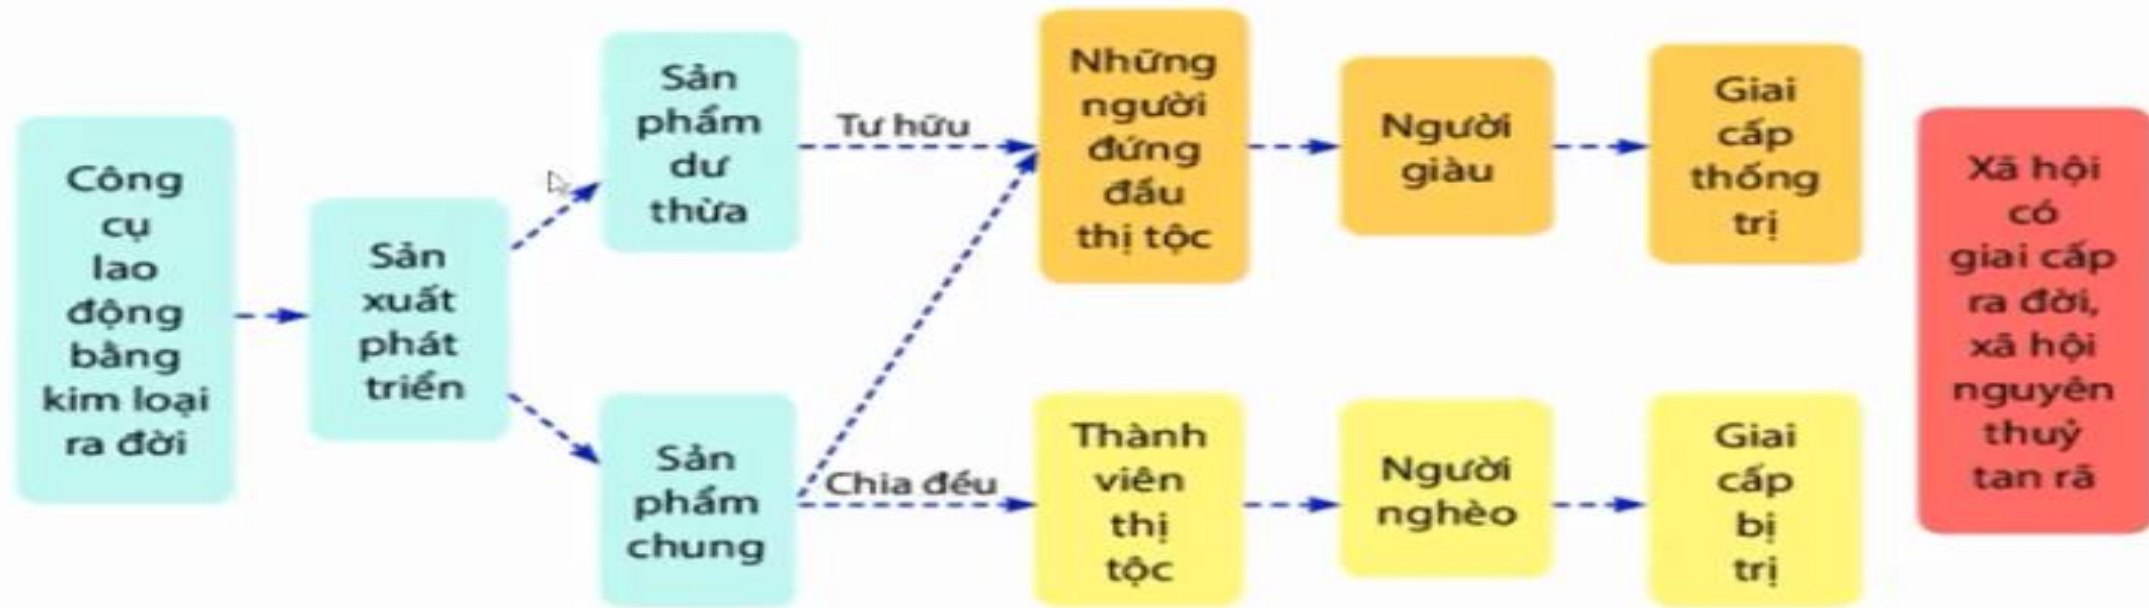 Công
cụ
lao
động
bằng
kim loại
ra đời
Sản
xuất
phát
triển
Sản
phẩm
dư
thừa
Tư hữu
Những
người
đứng
đầu
thị tộc
Người
giàu
Giai
cấp
thống
trị
Sản
phẩm
chung
Chia đều
Thành
viên
thị
tộc
Người
nghèo
Giai
cấp
bị
trị
Xã hội
có
giai cấp
ra đời,
xã hội
nguyên
thuỷ
tan rã